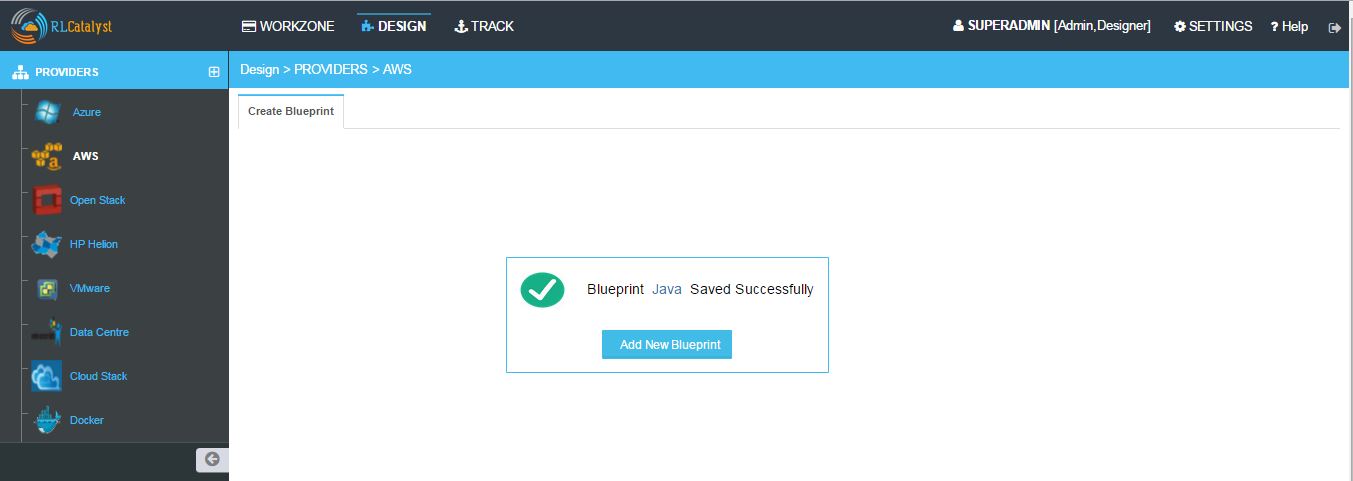 RLCatalyst WORKZONE DESIGN TRACK SUPERADMIN [Admin,Designer] SETTINGS ? Help
PROVIDERS
Design > PROVIDERS > AWS
Create Blueprint
Azure
AWS
Open Stack
HP Helion
VMware
Data Centre
Cloud Stack
Docker
Blueprint Java Saved Successfully
Add New Blueprint